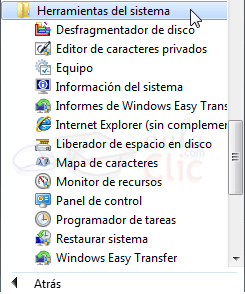 Herramientas del sistema
Desfragmentador de disco
Editor de caracteres privados
Equipo
Información del sistema
Informes de Windows Easy Transf
Internet Explorer (sin complemer
Liberador de espacio en disco
Mapa de caracteres
Monitor de recursos
Panel de control
Programador de tareas
Restaurar sistema
Windows Easy Transfer
Atrás